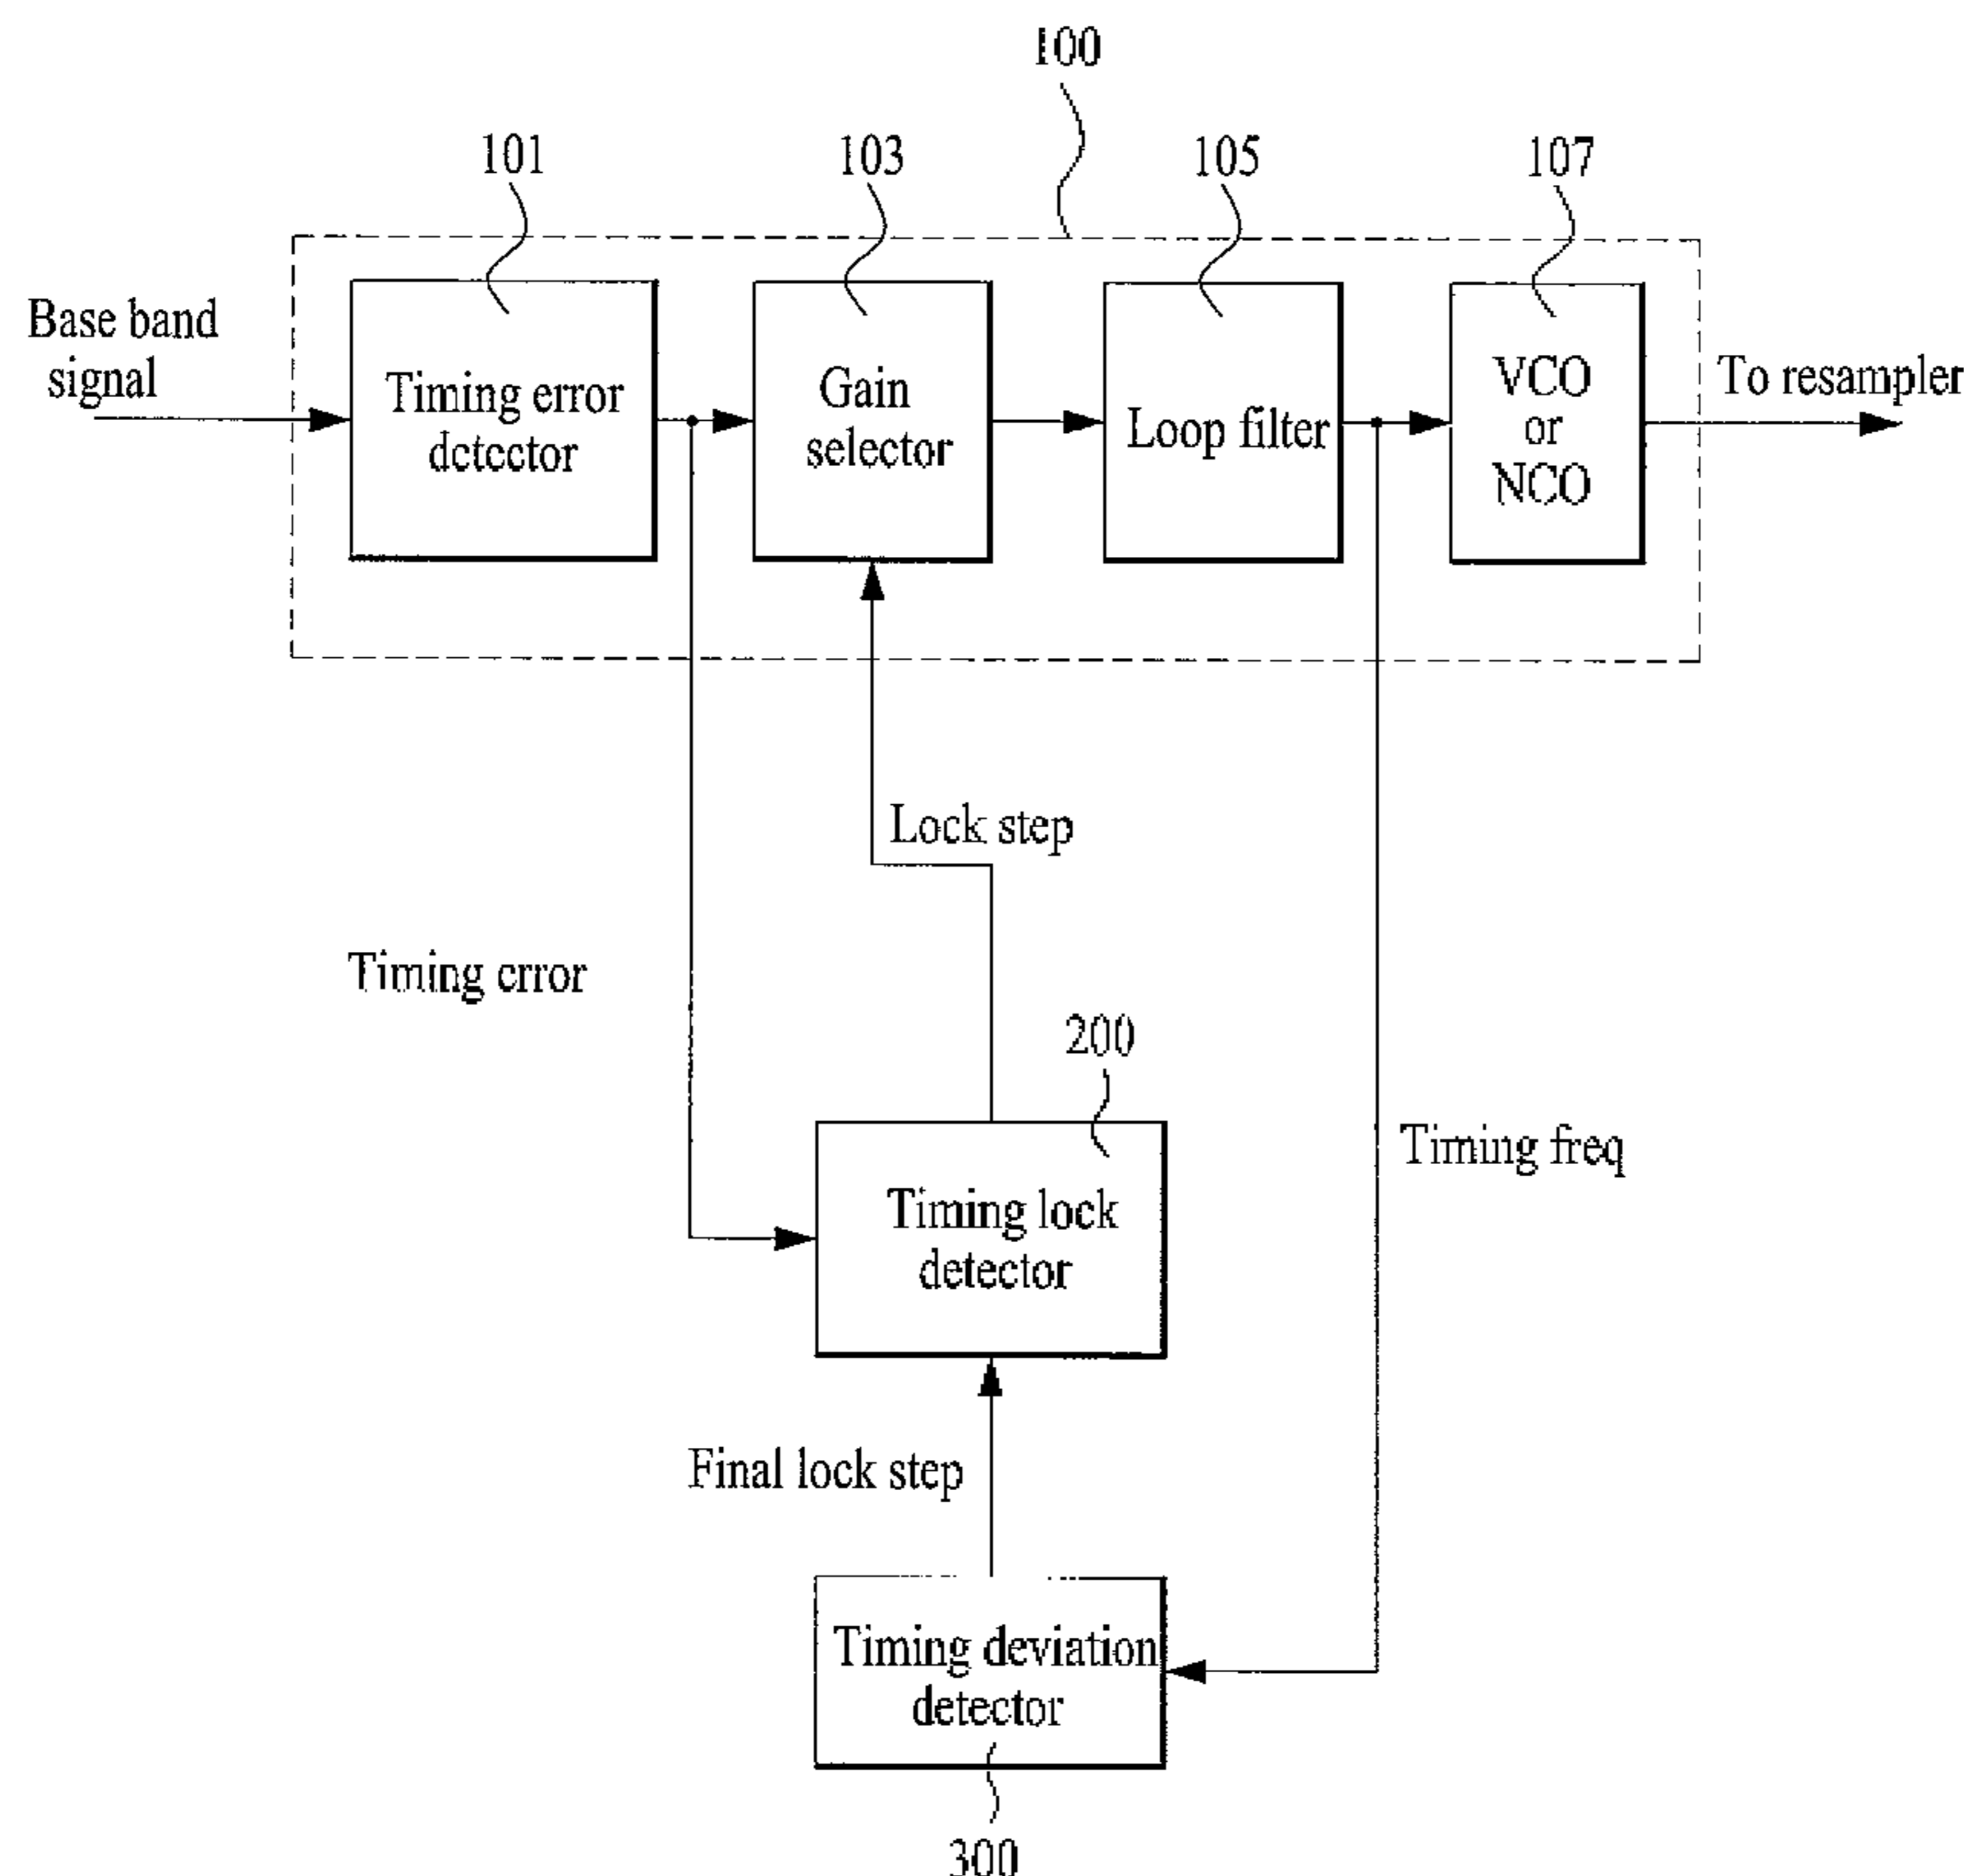 100
101
103
105
107
Base band
signal
Timing error
detector
Gain
selector
Loop filter
VCO
or
NCO
To resampler
Lock step
Timing error
200
Timing lock
detector
Timing freq
Final lock step
Timing deviation
detector
300